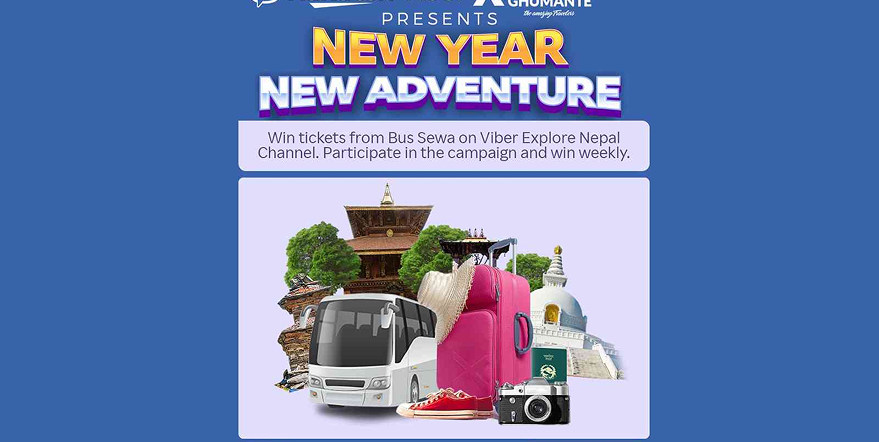 GHUMANTE
the amazing Travelers
PRESENTS
NEW YEAR
NEW ADVENTURE
Win tickets from Bus Sewa on Viber Explore Nepal
Channel. Participate in the campaign and win weekly.